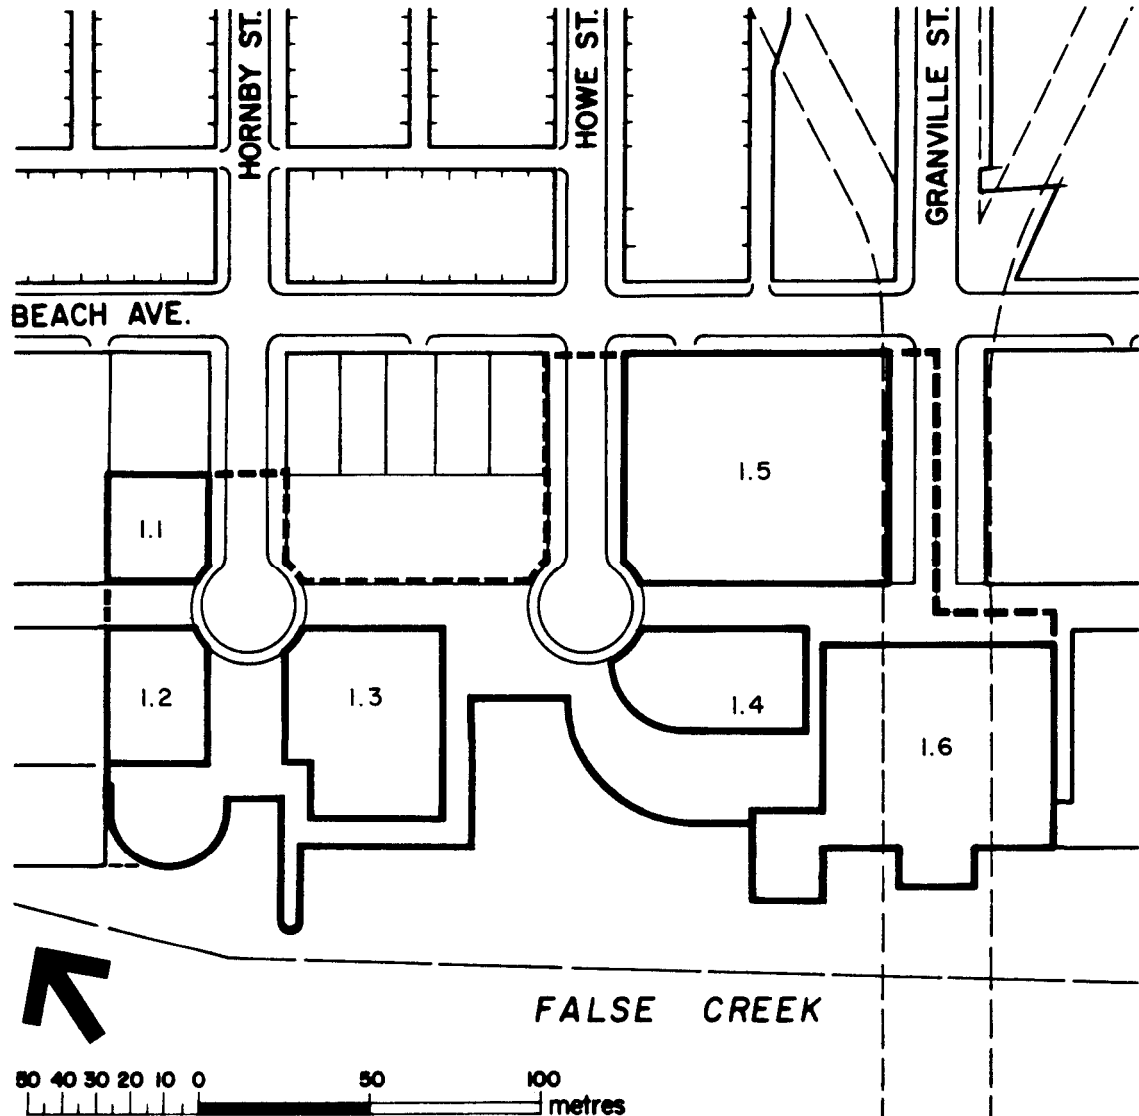 HORNBY ST.
HOWE ST.
GRANVILLE ST.
BEACH AVE.
1.5
1.1
1.2
1.3
1.4
1.6
FALSE CREEK
50 40 30 20 10 0 50 100
metres